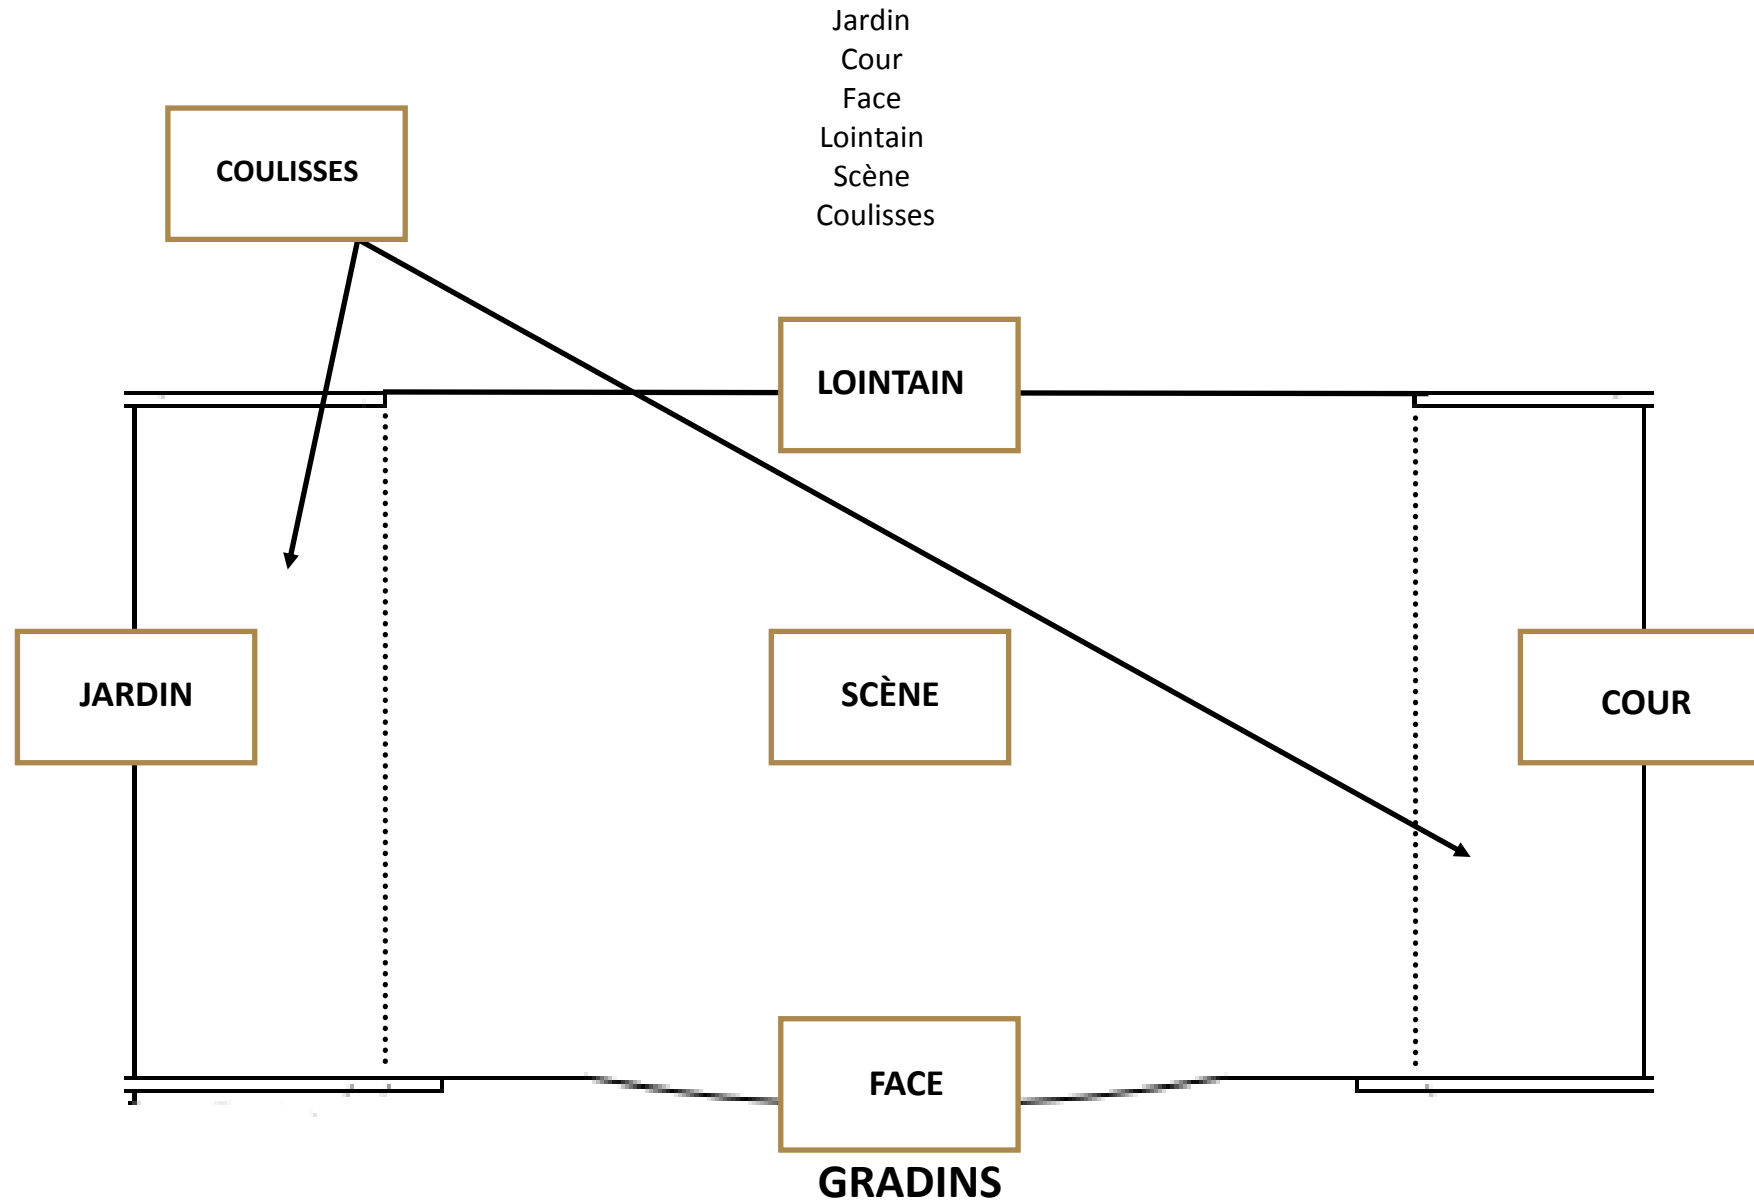 Jardin
Cour
Face
Lointain
Scène
Coulisses
COULISSES
LOINTAIN
JARDIN
SCÈNE
COUR
FACE
GRADINS